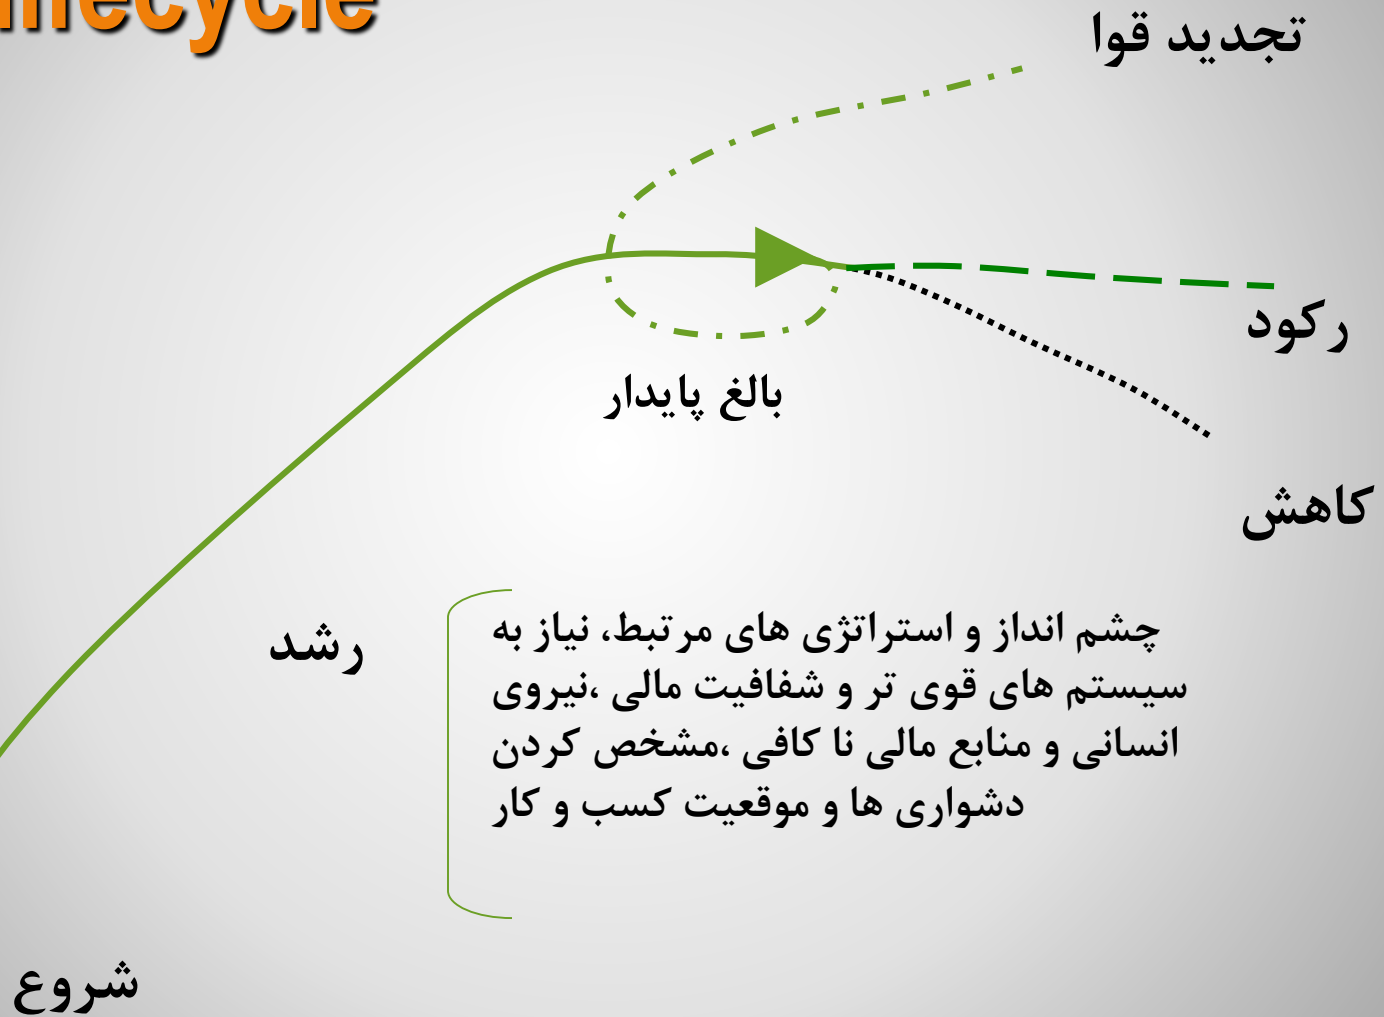 lifecycle
تجدید قوا
رکود
بالغ پایدار
کاهش
رشد
چشم انداز و استراتژی های مرتبط، نیاز به
سیستم های قوی تر و شفافیت مالی ،نیروی
انسانی و منابع مالی نا کافی ،مشخص کردن
دشواری ها و موقعیت کسب و کار
شروع